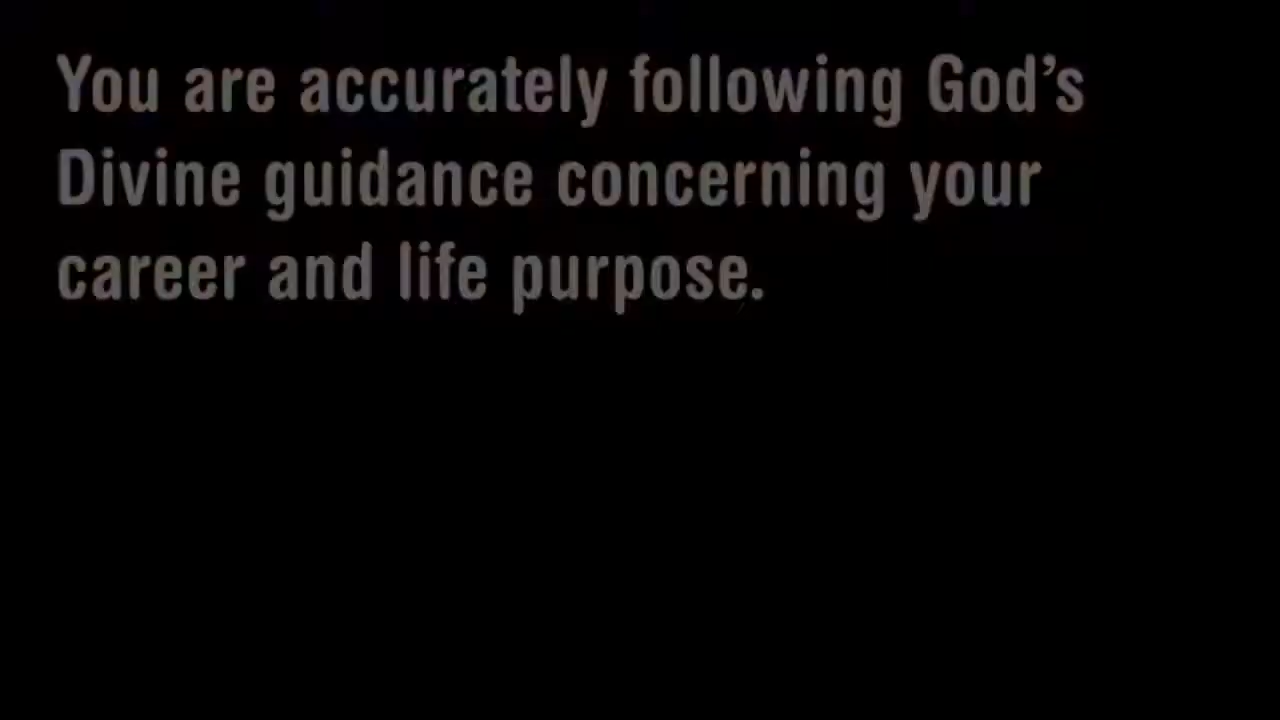 You are accurately following God’s
Divine guidance concerning your
career and life purpose.